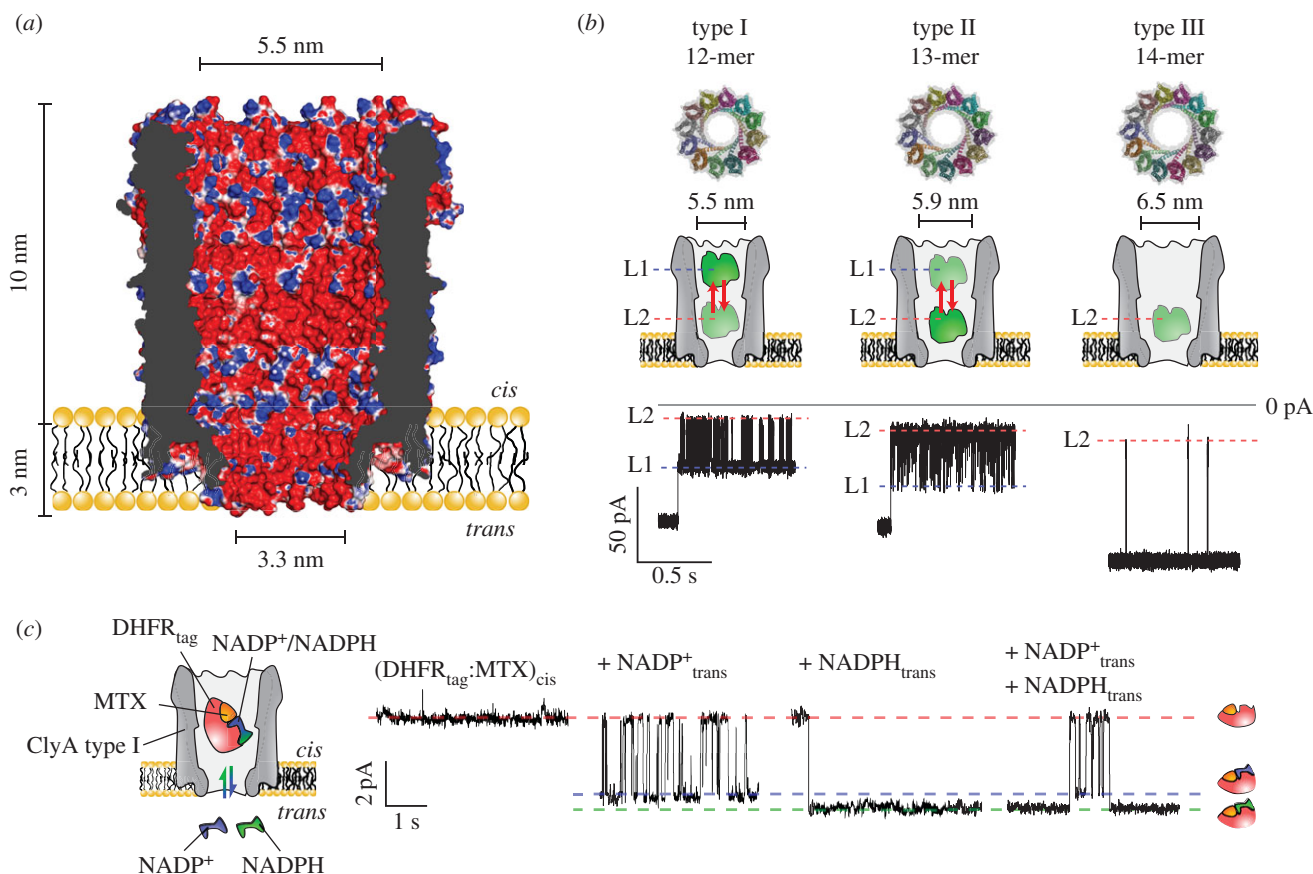 (a)
5.5 nm
10 nm
3 nm
cis
trans
3.3 nm
(b)
type I
12-mer
type II
13-mer
type III
14-mer
5.5 nm
5.9 nm
6.5 nm
L1
L2
L1
L2
L2
0 pA
L2
L1
L2
L1
L2
50 pA
0.5 s
(c)
DHFRtag
NADP+/NADPH
MTX
ClyA type I
cis
trans
NADP+
NADPH
(DHFRtag:MTX)cis
+ NADP+trans
+ NADPHtrans
+ NADP+trans
+ NADPHtrans
2 pA
1 s